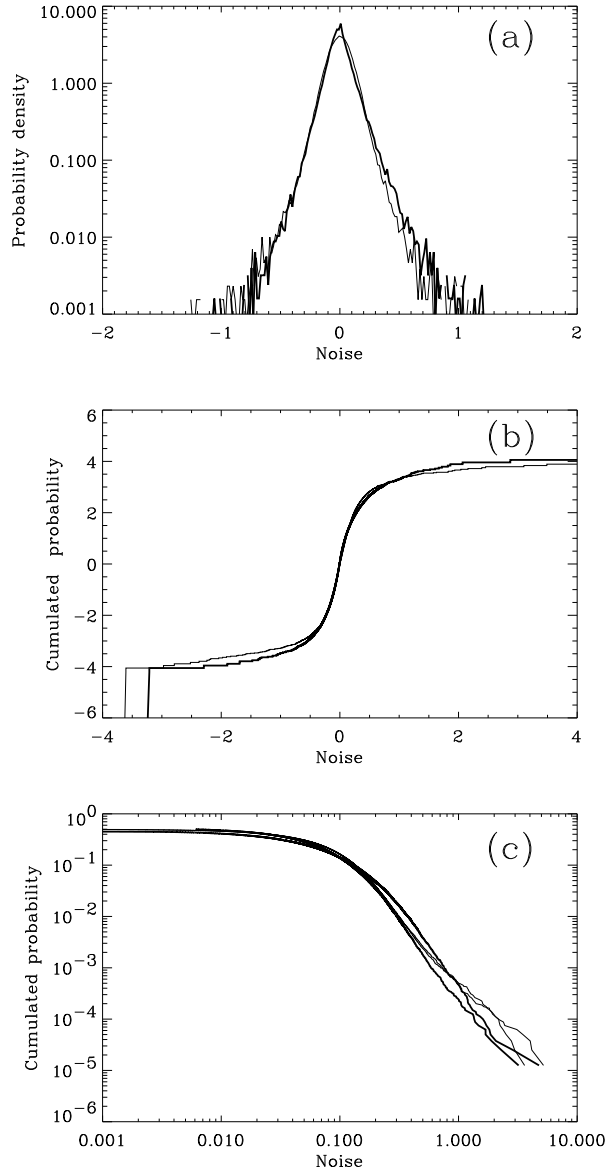 (a)
10.000
1.000
0.100
0.010
0.001
Probability density
−2 −1 0 1 2
Noise
(b)
6
4
2
0
−2
−4
−6
Cumulated probability
−4 −2 0 2 4
Noise
(c)
10^0
10^-1
10^-2
10^-3
10^-4
10^-5
10^-6
Cumulated probability
0.001 0.010 0.100 1.000 10.000
Noise